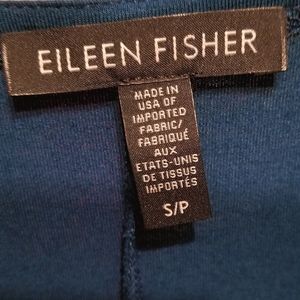 EILEEN FISHER
MADE IN
USA OF
IMPORTED
FABRIC/
FABRIQUÉ
AUX
ETATS-UNIS
DE TISSUS
IMPORTÉS
S/P